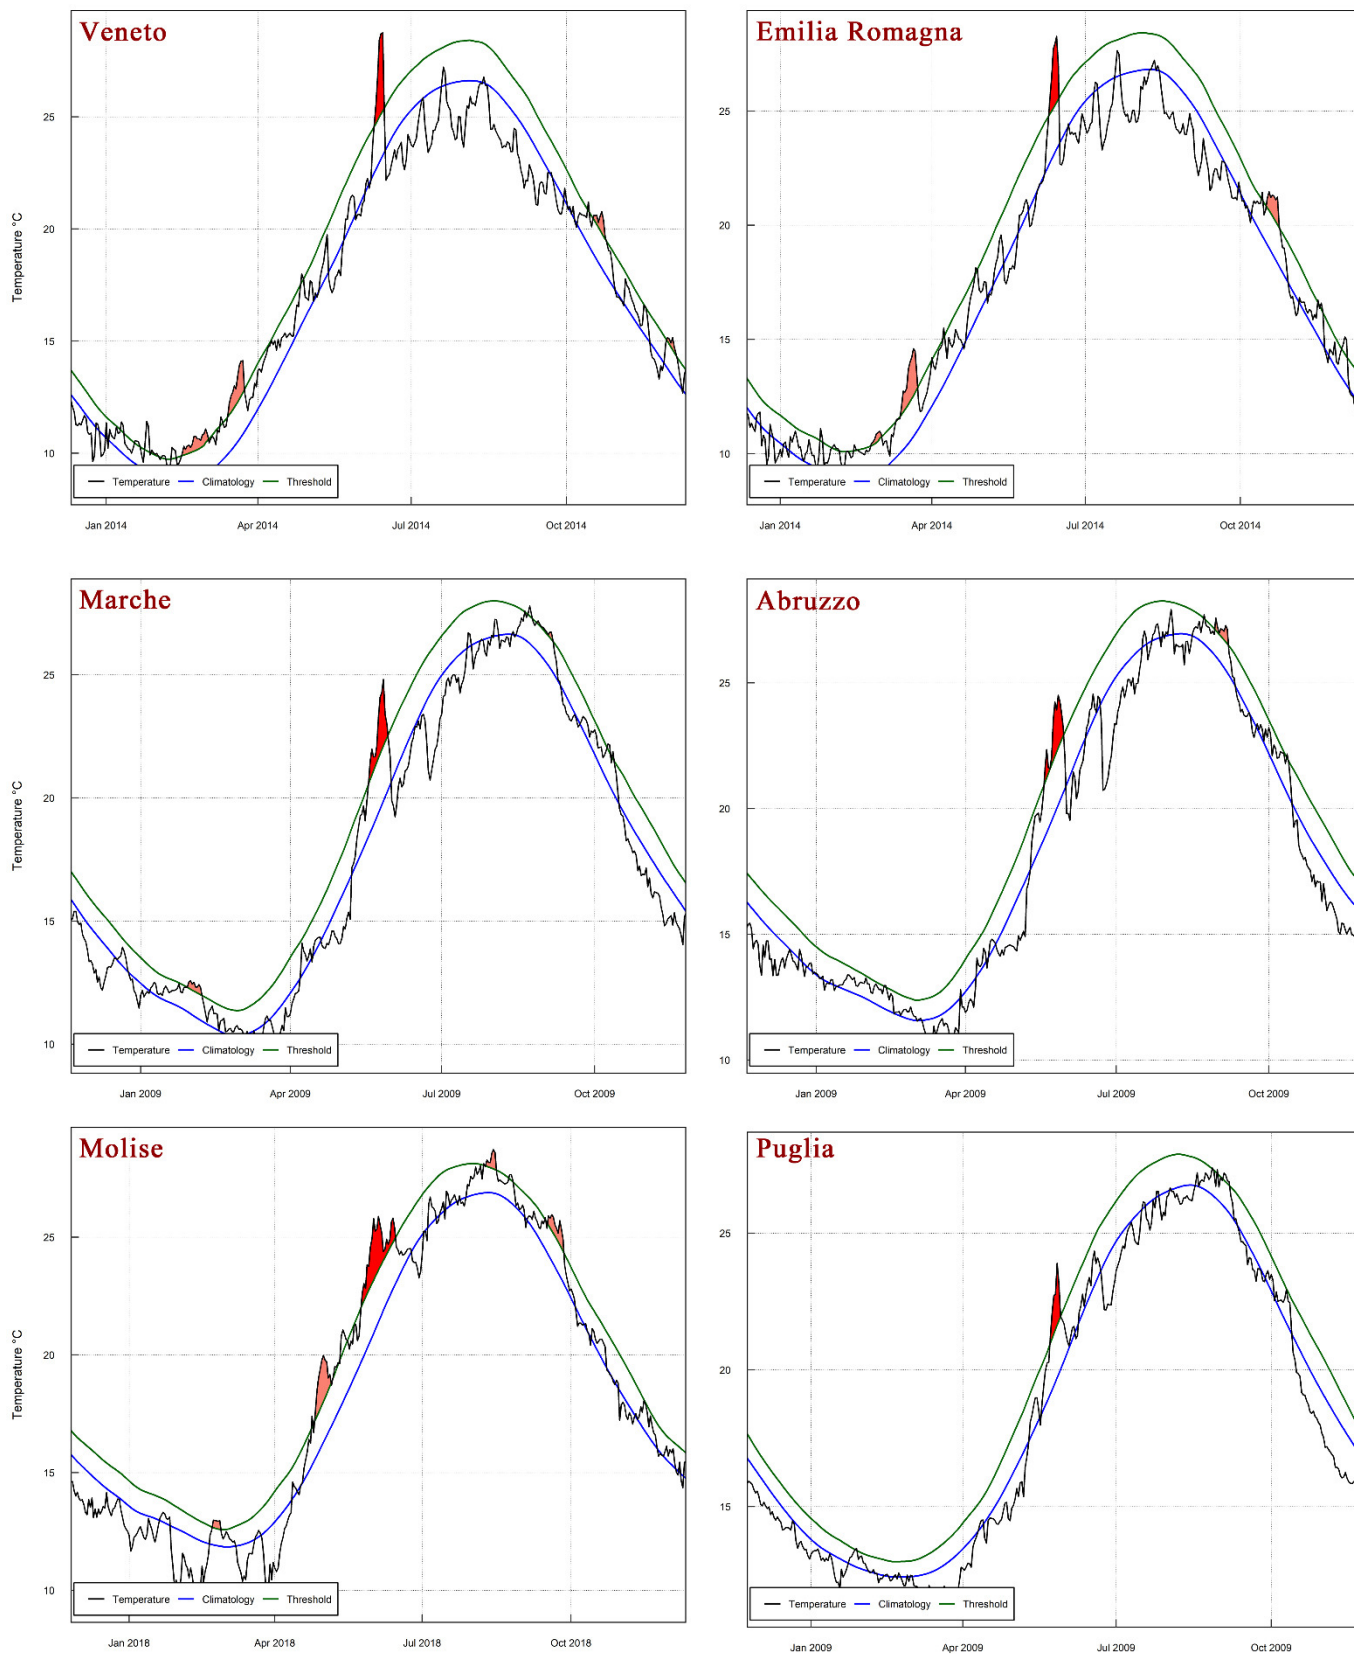 Veneto
Temperature °C
25
20
15
10
Temperature Climatology Threshold
Jan 2014 Apr 2014 Jul 2014 Oct 2014
Emilia Romagna
25
20
15
10
Temperature Climatology Threshold
Jan 2014 Apr 2014 Jul 2014 Oct 2014
Marche
Temperature °C
25
20
15
10
Temperature Climatology Threshold
Jan 2009 Apr 2009 Jul 2009 Oct 2009
Abruzzo
25
20
15
10
Temperature Climatology Threshold
Jan 2009 Apr 2009 Jul 2009 Oct 2009
Molise
Temperature °C
25
20
15
10
Temperature Climatology Threshold
Jan 2018 Apr 2018 Jul 2018 Oct 2018
Puglia
25
20
15
Temperature Climatology Threshold
Jan 2009 Apr 2009 Jul 2009 Oct 2009